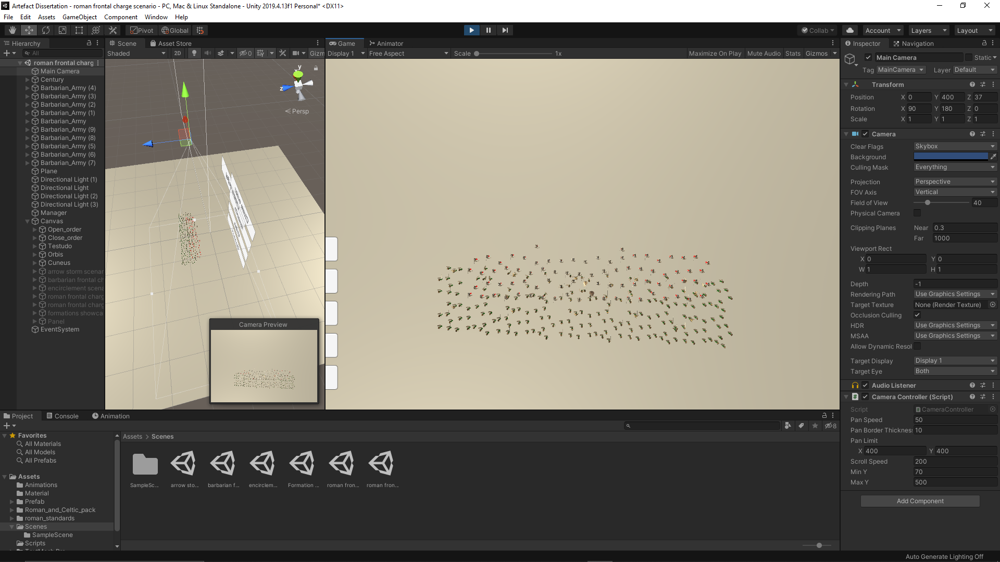 Artefact Dissertation - roman frontal charge scenario - PC, Mac & Linux Standalone - Unity 2019.4.13f1 Personal* <DX11>
File Edit Assets GameObject Component Window Help
Pivot Global Collab Account Layers Layout
Hierarchy
All
roman frontal charg
Main Camera
Century
Barbarian_Army (4)
Barbarian_Army (3)
Barbarian_Army (2)
Barbarian_Army (1)
Barbarian_Army
Barbarian_Army (9)
Barbarian_Army (8)
Barbarian_Army (5)
Barbarian_Army (6)
Barbarian_Army (7)
Plane
Directional Light (1)
Directional Light
Directional Light (2)
Directional Light (3)
Manager
Canvas
Open_order
Close_order
Testudo
Orbis
Cuneus
arrow storm scenar
barbarian frontal ch
encirclement scena
roman frontal charg
roman frontal charg
formations showca
Panel
EventSystem
Scene Asset Store
Shaded 2D 0 Gizm
y
x
z
Persp
Camera Preview
Game Animator
Display 1 Free Aspect Scale 1x Maximize On Play Mute Audio Stats Gizmos
Inspector Navigation
Main Camera Static
Tag MainCamera Layer Default
Transform
Position X 0 Y 400 Z 37
Rotation X 90 Y 180 Z 0
Scale X 1 Y 1 Z 1
Camera
Clear Flags Skybox
Background
Culling Mask Everything
Projection Perspective
FOV Axis Vertical
Field of View 40
Physical Camera
Clipping Planes Near 0.3
Far 1000
Viewport Rect
X 0 Y 0
W 1 H 1
Depth -1
Rendering Path Use Graphics Settings
Target Texture None (Render Texture)
Occlusion Culling
HDR Use Graphics Settings
MSAA Use Graphics Settings
Allow Dynamic Resol
Target Display Display 1
Target Eye Both
Audio Listener
Camera Controller (Script)
Script CameraController
Pan Speed 50
Pan Border Thickness 10
Pan Limit
X 400 Y 400
Scroll Speed 200
Min Y 70
Max Y 500
Add Component
Project Console Animation
8
Favorites
All Materials
All Models
All Prefabs
Assets
Animations
Material
Prefab
Roman_and_Celtic_pack
roman_standards
Scenes
SampleScene
Scripts
Assets > Scenes
SampleSc... arrow sto... barbarian f... encirclem... Formation ... roman fron... roman fron...
Auto Generate Lighting Off